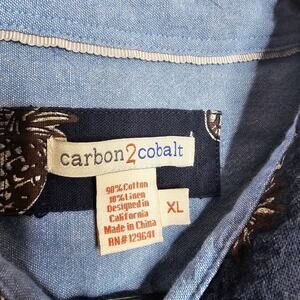 carbon2cobalt
90% Cotton
10% Linen
Designed in
California
Made in China
RN# 129641
XL